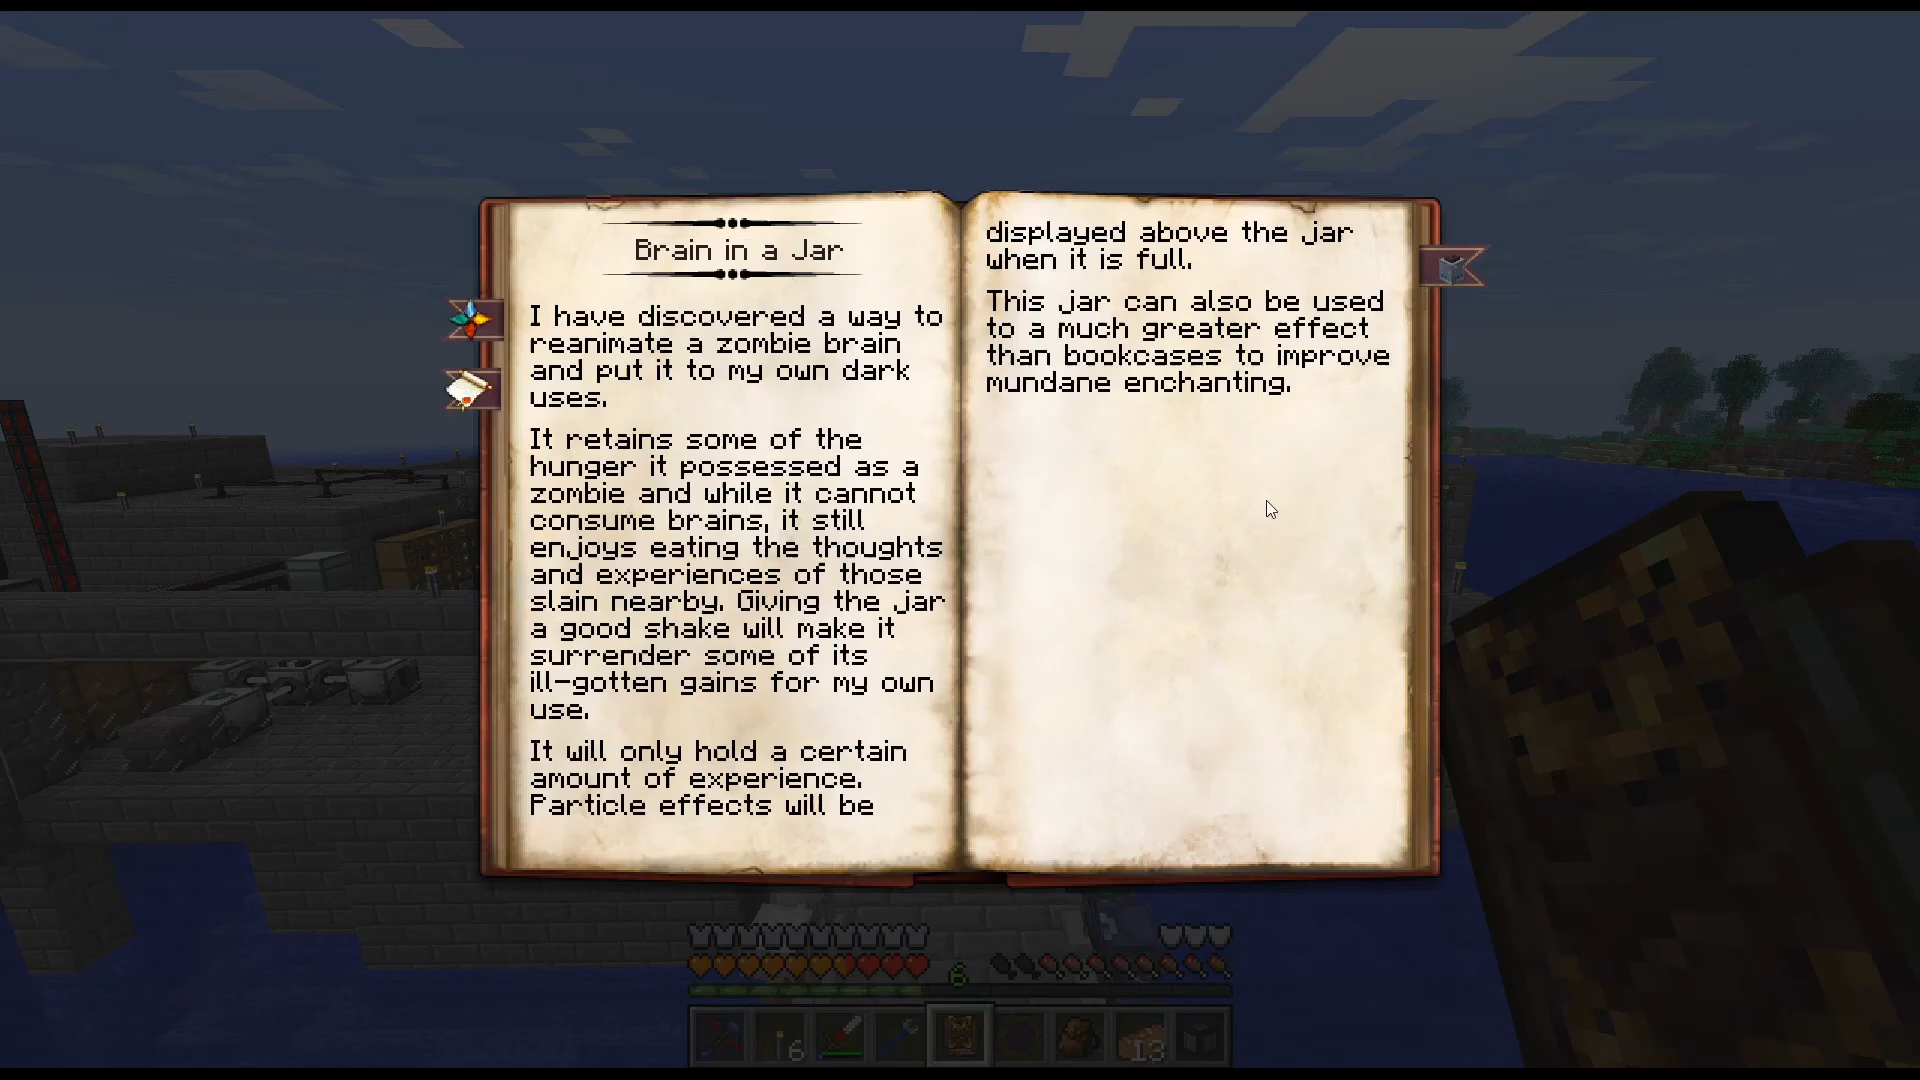 Brain in a Jar
I have discovered a way to
reanimate a zombie brain
and put it to my own dark
uses.
It retains some of the
hunger it possessed as a
zombie and while it cannot
consume brains, it still
enjoys eating the thoughts
and experiences of those
slain nearby. Giving the jar
a good shake will make it
surrender some of its
ill-gotten gains for my own
use.
It will only hold a certain
amount of experience.
Particle effects will be
displayed above the jar
when it is full.
This jar can also be used
to a much greater effect
than bookcases to improve
mundane enchanting.
6
6
13